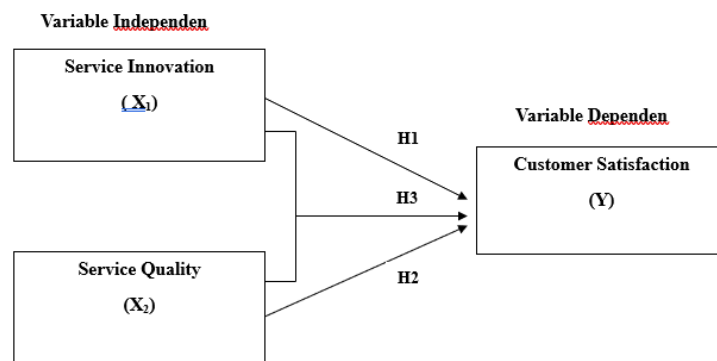 Variable Independen
Service Innovation
( X₁)
Variable Dependen
H1
Customer Satisfaction
H3
(Y)
Service Quality
H2
(X₂)